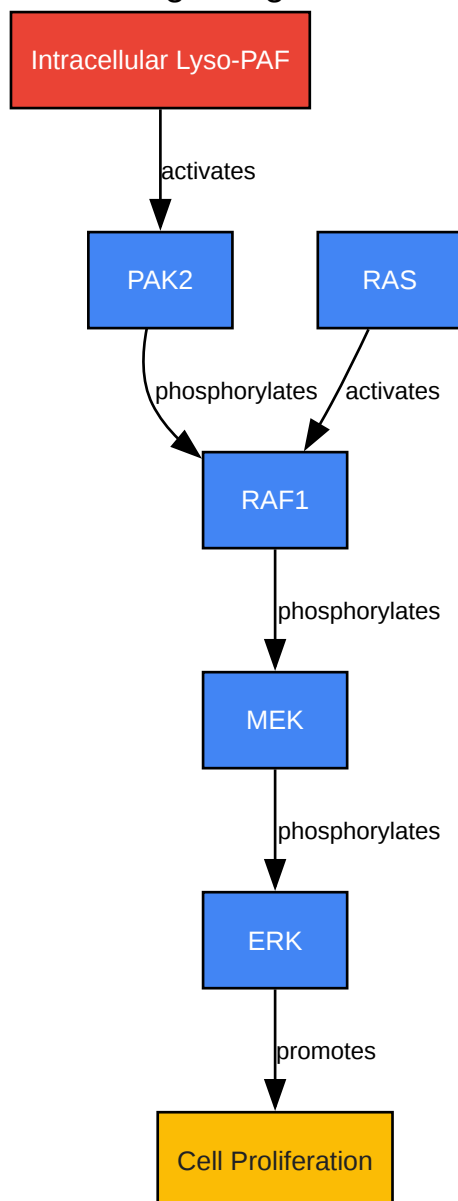 Intracellular Lyso-PAF
activates
PAK2
RAS
phosphorylates
activates
RAF1
phosphorylates
MEK
phosphorylates
ERK
promotes
Cell Proliferation